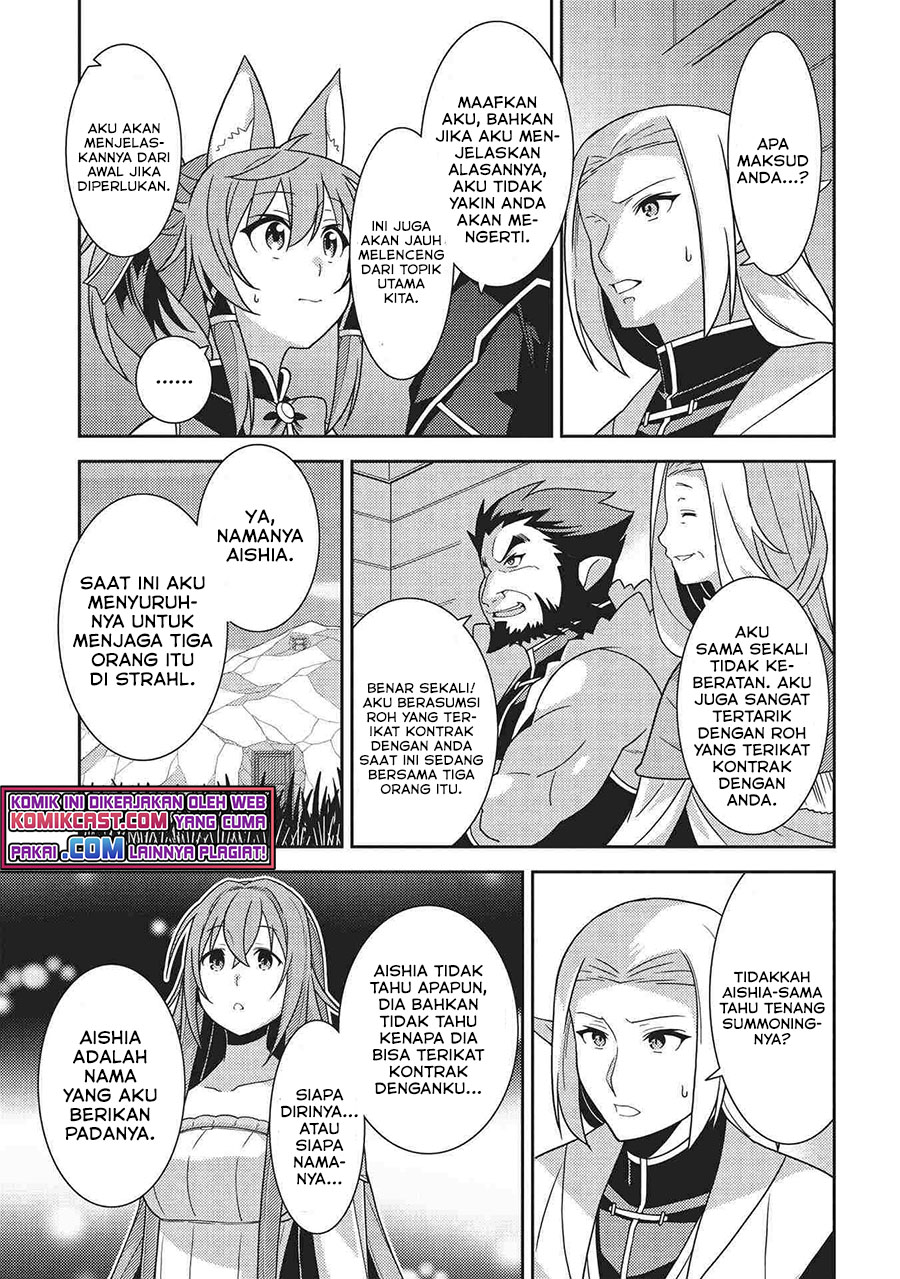 APA
MAKSUD
ANDA...?
MAAFKAN
AKU, BAHKAN
JIKA AKU MEN-
JELASKAN
ALASANNYA,
AKU TIDAK
YAKIN ANDA
AKAN ME-
NGERTI.
INI JUGA
AKAN JAUH
MELENCENG
DARI TOPIK
UTAMA
KITA.
AKU AKAN
MENJELAS-
KANNYA DARI
AWAL JIKA
DIPERLUKAN.
......
AKU
SAMA SEKALI
TIDAK KE-
BERATAN. AKU
JUGA SANGAT
TERTARIK
DENGAN ROH
YANG TERIKAT
KONTRAK
DENGAN
ANDA.
BENAR SEKALI!
AKU BERASUMSI
ROH YANG TER-
IKAT KONTRAK
DENGAN ANDA
SAAT INI SEDANG
BERSAMA TIGA
ORANG ITU.
YA,
NAMANYA
AISHIA.
SAAT INI AKU
MENYURUH-
NYA UNTUK
MENJAGA TIGA
ORANG ITU
DI STRAHL.
KOMIK INI DIKERJAKAN OLEH WEB
KOMIKCAST.COM YANG CUMA
PAKAI .COM LAINNYA PLAGIAT!
TIDAKKAH
AISHIA-SAMA
TAHU TENANG
SUMMONING-
NYA?
AISHIA TIDAK
TAHU APAPUN,
DIA BAHKAN
TIDAK TAHU
KENAPA DIA
BISA TERIKAT
KONTRAK
DENGANKU...
SIAPA
DIRINYA...
ATAU
SIAPA
NAMA-
NYA...
AISHIA
ADALAH
NAMA
YANG AKU
BERIKAN
PADANYA.